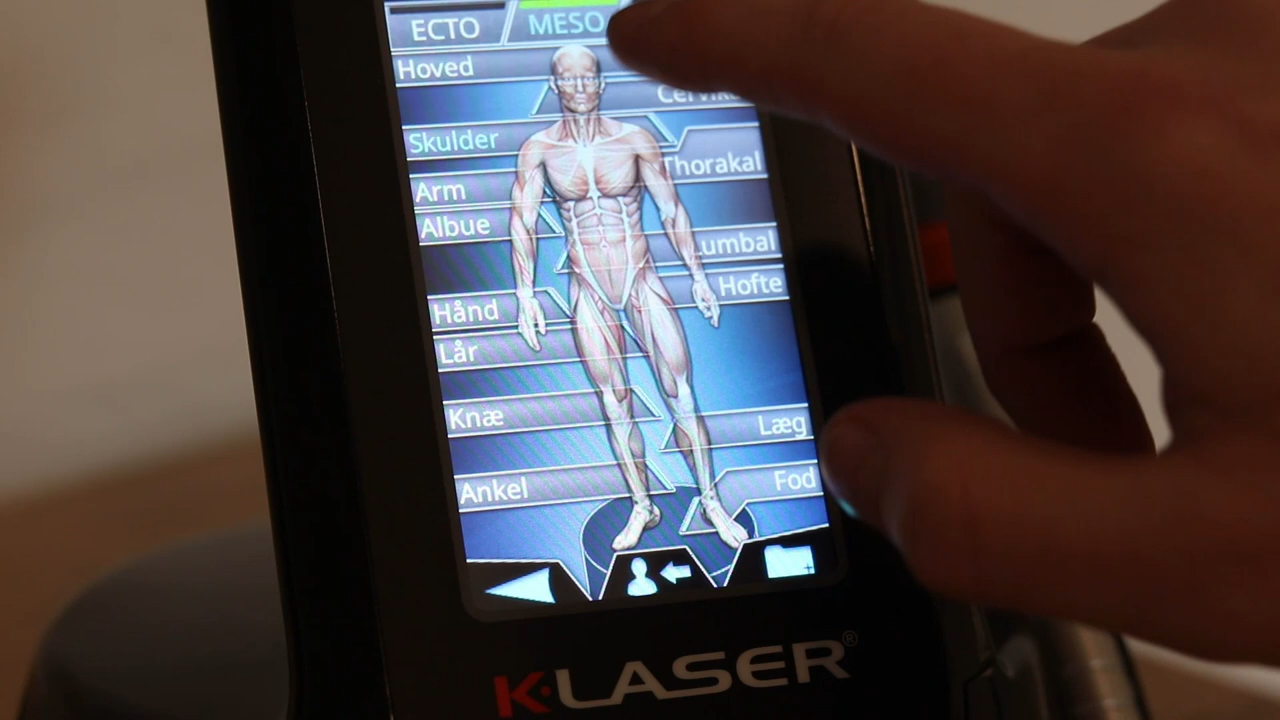 ECTO MESO
Hoved
Skulder
Thorakal
Arm
Albue
Lumbal
Hofte
Hånd
Lår
Knæ
Læg
Ankel
Fod
K·LASER®